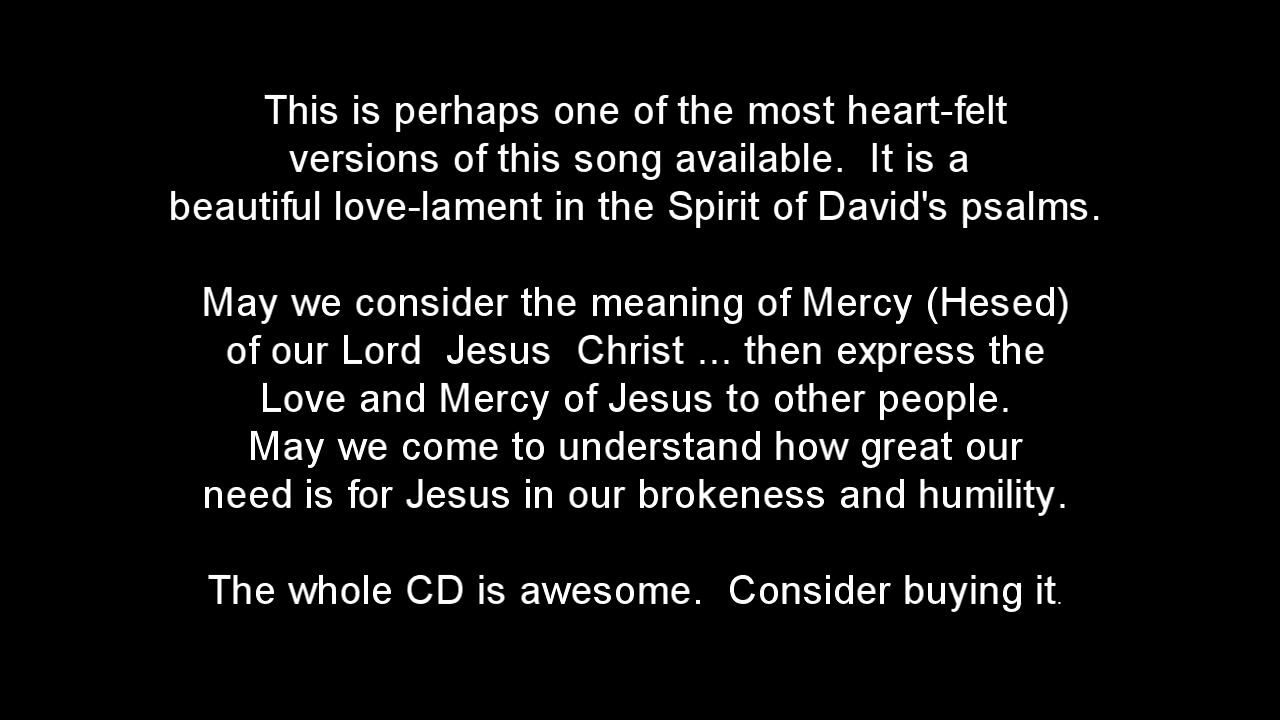 This is perhaps one of the most heart-felt
versions of this song available.  It is a
beautiful love-lament in the Spirit of David's psalms.
May we consider the meaning of Mercy (Hesed)
of our Lord  Jesus  Christ ... then express the
Love and Mercy of Jesus to other people.
May we come to understand how great our
need is for Jesus in our brokeness and humility.
The whole CD is awesome.  Consider buying it.